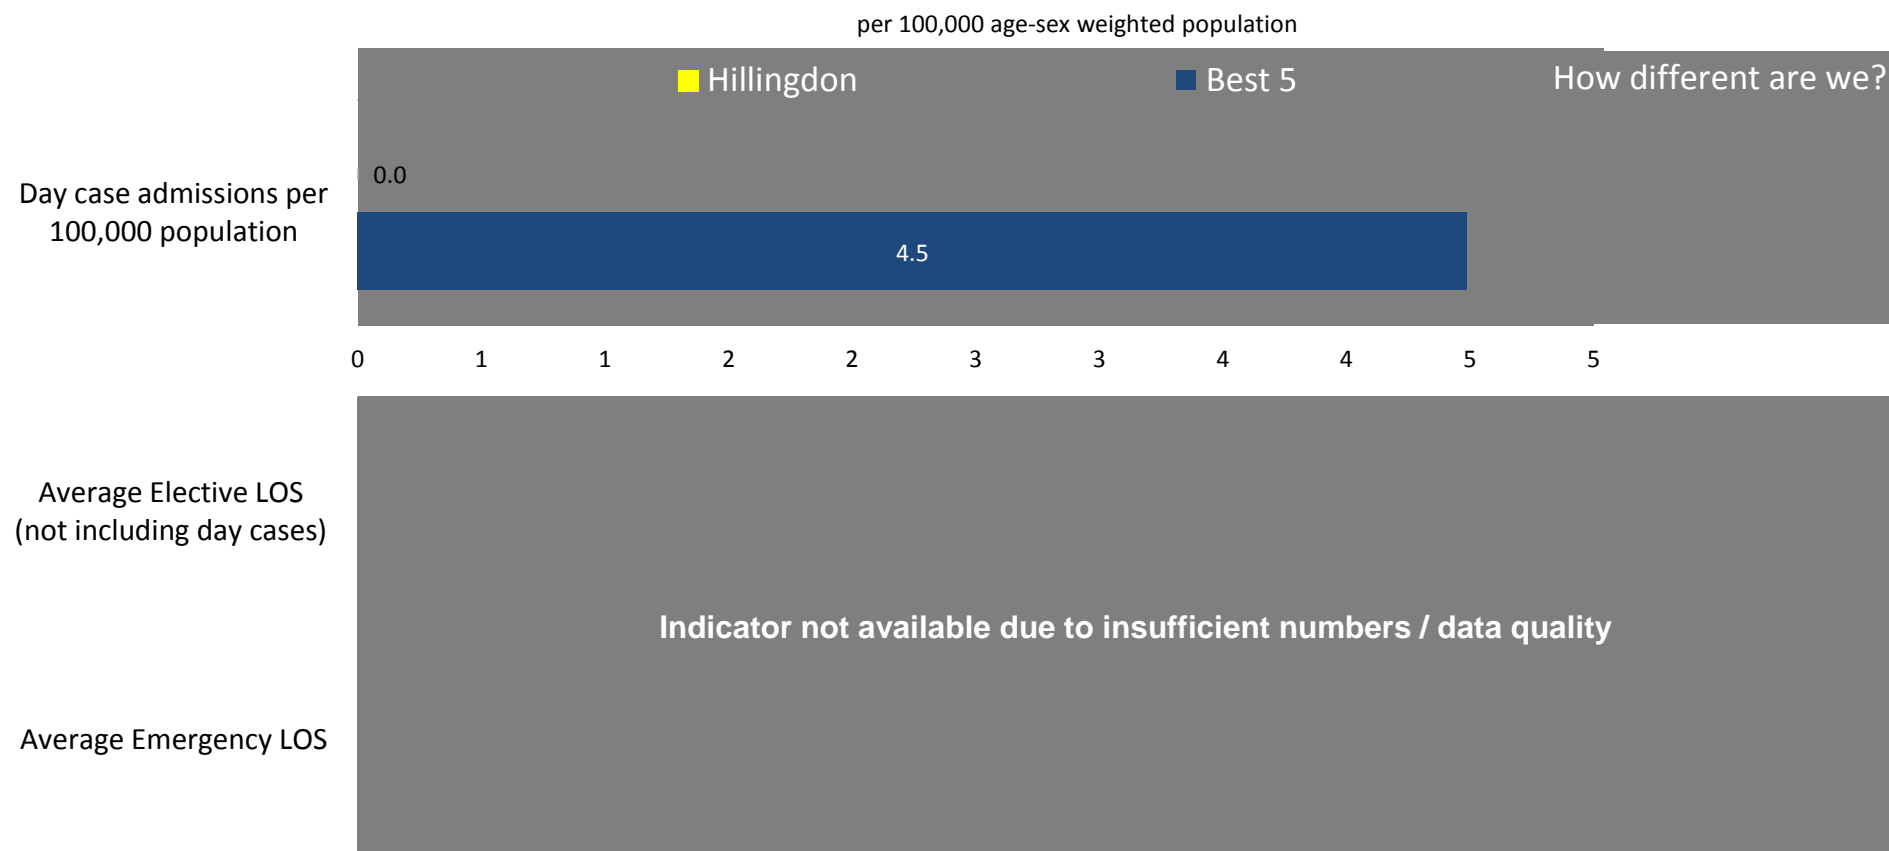 per 100,000 age-sex weighted population
Hillingdon
Best 5
How different are we?
Day case admissions per
100,000 population
0.0
4.5
0 1 1 2 2 3 3 4 4 5 5
Average Elective LOS
(not including day cases)
Indicator not available due to insufficient numbers / data quality
Average Emergency LOS